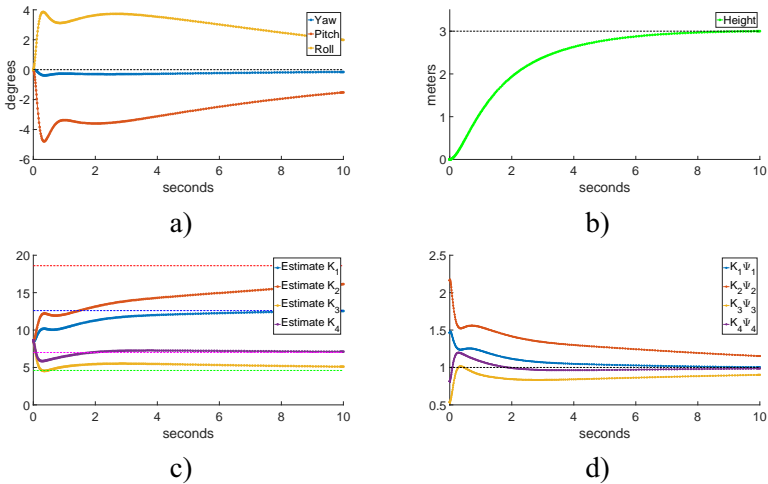 4
2
0
-2
-4
-6
degrees
0 2 4 6 8 10
seconds
Yaw
Pitch
Roll
a)
4
3
2
1
0
meters
0 2 4 6 8 10
seconds
Height
b)
20
15
10
5
0
0 2 4 6 8 10
seconds
Estimate K1
Estimate K2
Estimate K3
Estimate K4
c)
2.5
2
1.5
1
0.5
0 2 4 6 8 10
seconds
K1Ψ1
K2Ψ2
K3Ψ3
K4Ψ4
d)